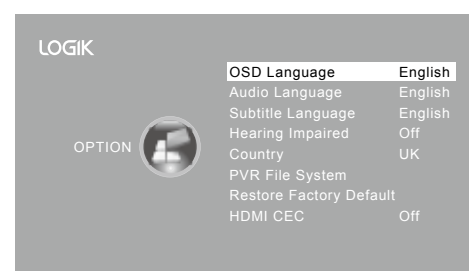 LOGIK
OSD Language English
Audio Language English
Subtitle Language English
Hearing Impaired Off
OPTION
Country UK
PVR File System
Restore Factory Default
HDMI CEC Off